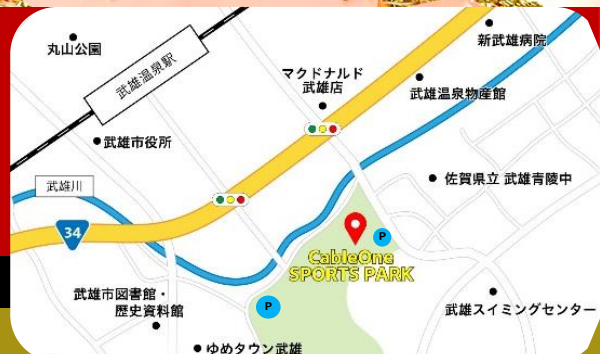 新武雄病院
丸山公園
武雄温泉駅
マクドナルド
武雄店
武雄温泉物産館
武雄市役所
佐賀県立 武雄青陵中
武雄川
34
P
CableOne
SPORTS PARK
武雄市図書館・
歴史資料館
P
武雄スイミングセンター
ゆめタウン武雄